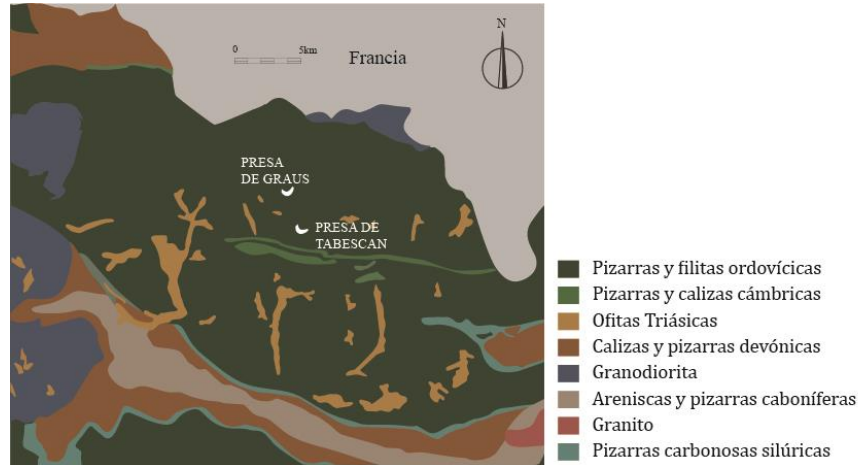 N
0 5km
Francia
PRESA
DE GRAUS
PRESA DE
TABESCAN
Pizarras y filitas ordovícicas
Pizarras y calizas cámbricas
Ofitas Triásicas
Calizas y pizarras devónicas
Granodiorita
Areniscas y pizarras caboníferas
Granito
Pizarras carbonosas silúricas